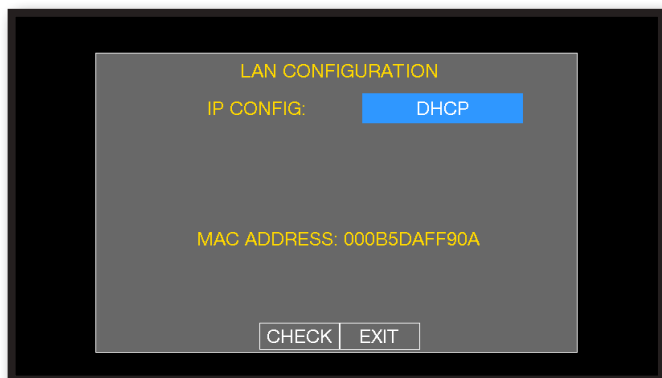 LAN CONFIGURATION
IP CONFIG: DHCP
MAC ADDRESS: 000B5DAFF90A
CHECK EXIT